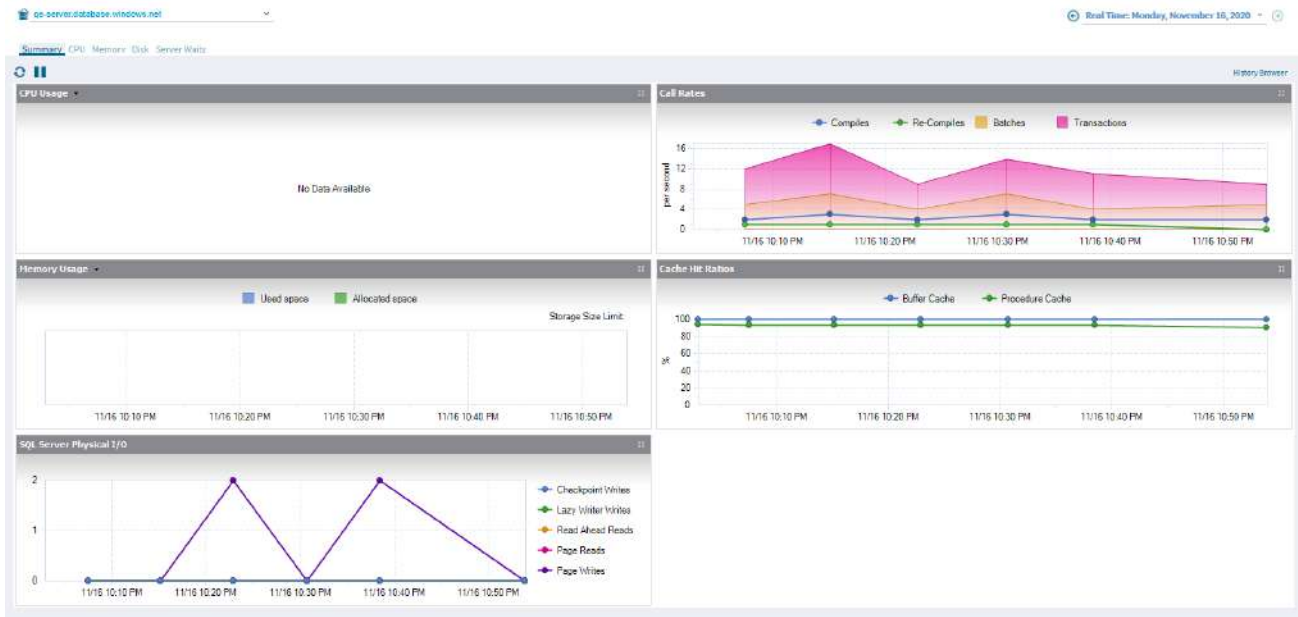 qe-server.database.windows.net
Real Time: Monday, November 16, 2020
Summary CPU Memory Disk Server Waits
History Browser
CPU Usage
No Data Available
Call Rates
Compiles Re-Compiles Batches Transactions
per second
16
12
8
4
0
11/16 10:10 PM 11/16 10:20 PM 11/16 10:30 PM 11/16 10:40 PM 11/16 10:50 PM
Memory Usage
Used space Allocated space
Storage Size Limit:
11/16 10:10 PM 11/16 10:20 PM 11/16 10:30 PM 11/16 10:40 PM 11/16 10:50 PM
Cache Hit Ratios
Buffer Cache Procedure Cache
%
100
80
60
40
20
0
11/16 10:10 PM 11/16 10:20 PM 11/16 10:30 PM 11/16 10:40 PM 11/16 10:50 PM
SQL Server Physical I/O
2
1
0
Checkpoint Writes
Lazy Writer Writes
Read Ahead Reads
Page Reads
Page Writes
11/16 10:10 PM 11/16 10:20 PM 11/16 10:30 PM 11/16 10:40 PM 11/16 10:50 PM